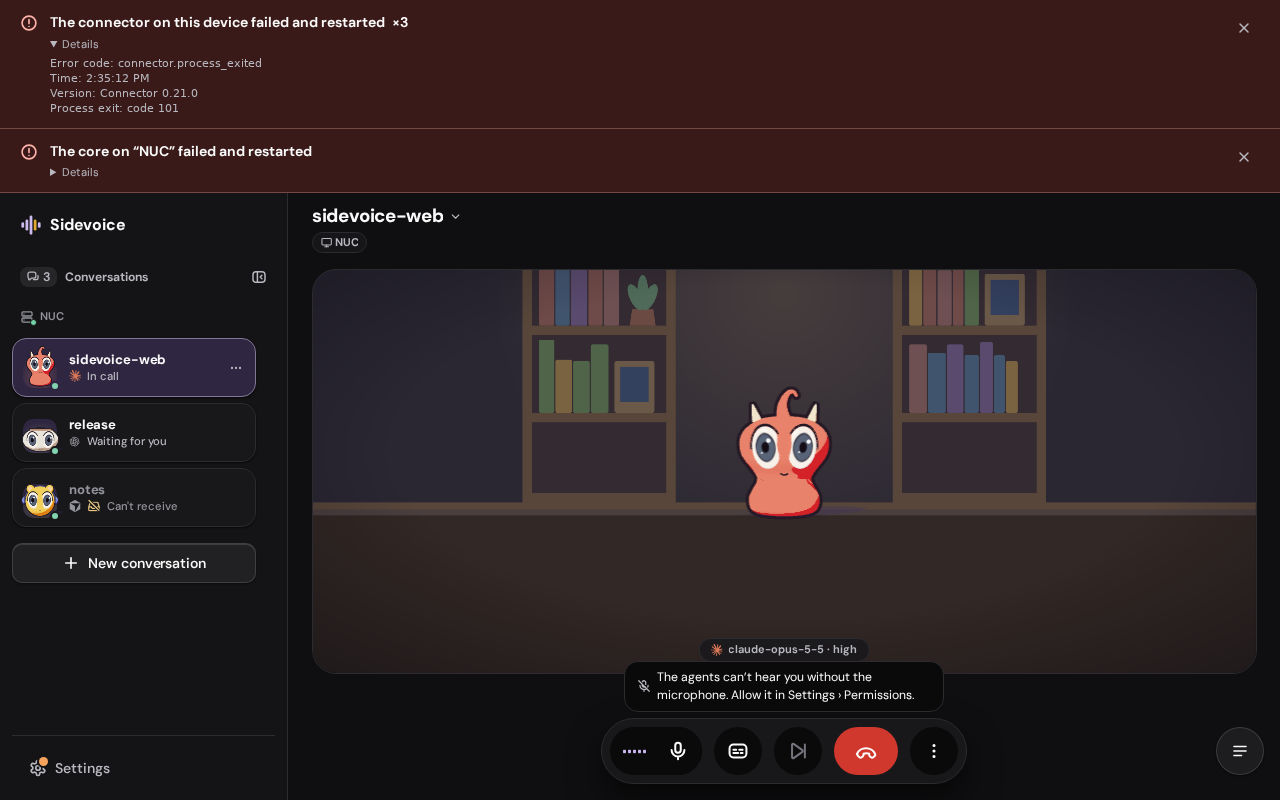 The connector on this device failed and restarted ×3
Details
Error code: connector.process_exited
Time: 2:35:12 PM
Version: Connector 0.21.0
Process exit: code 101
The core on “NUC” failed and restarted
Details
Sidevoice
3 Conversations
NUC
sidevoice-web
In call
release
Waiting for you
notes
Can't receive
New conversation
Settings
sidevoice-web
NUC
claude-opus-5-5 · high
The agents can’t hear you without the
microphone. Allow it in Settings › Permissions.